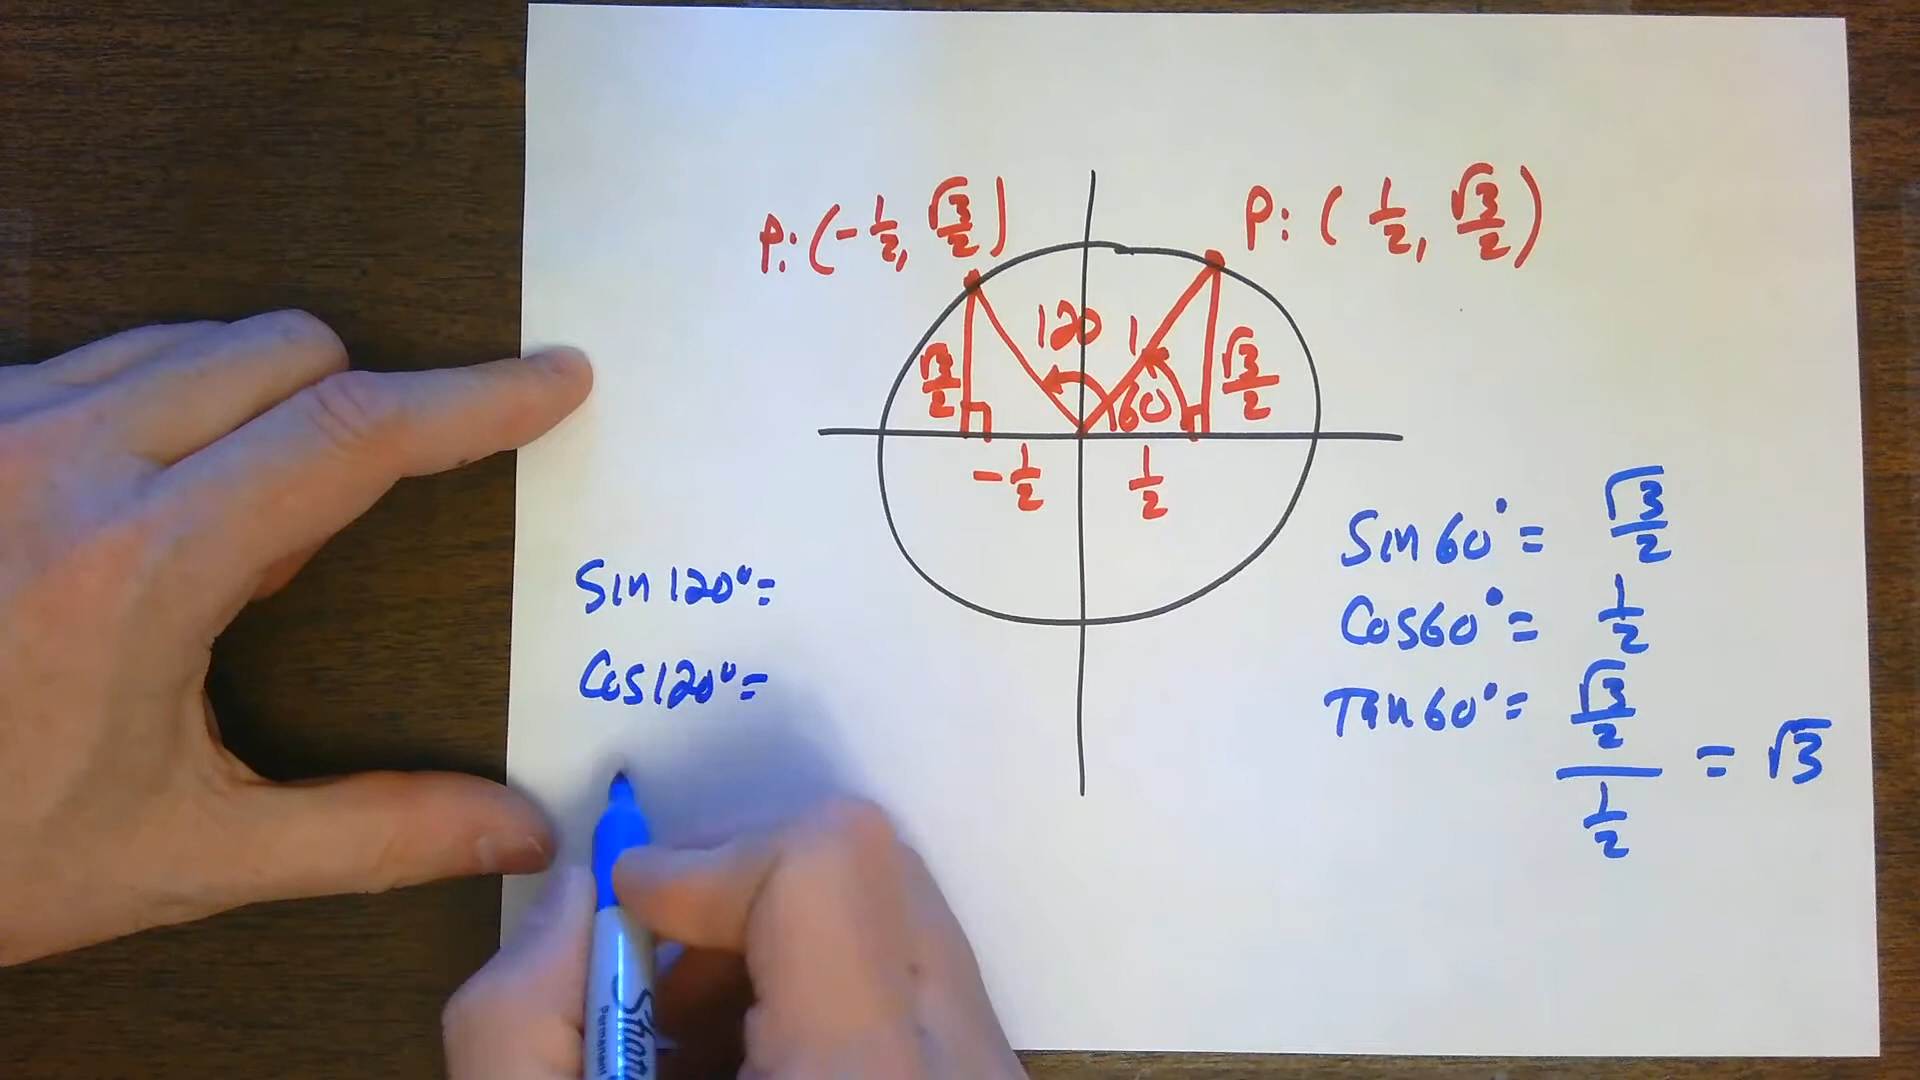 P: (-1/2, √3/2)
P: (1/2, √3/2)
120
1
√3/2
60
√3/2
-1/2
1/2
Sin 120° =
Cos 120° =
Sin 60° = √3/2
Cos 60° = 1/2
Tan 60° = (√3/2)/(1/2) = √3
Permanent